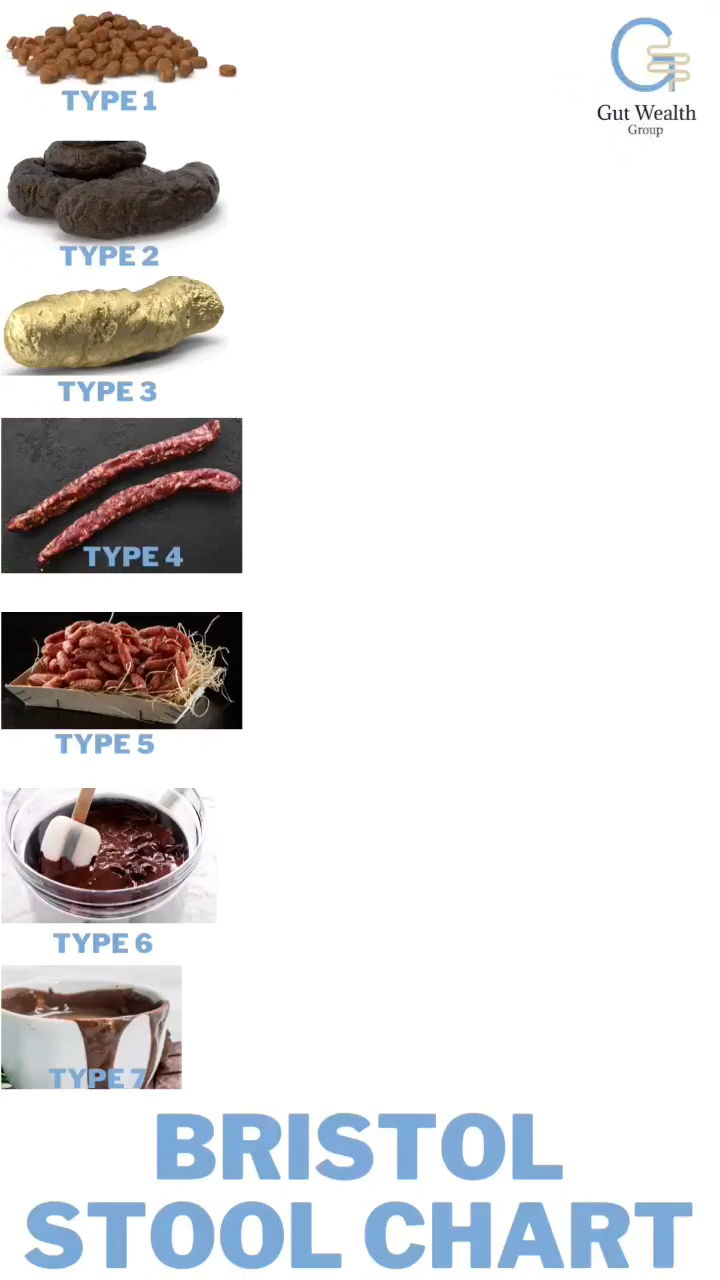 Gut Wealth
Group
TYPE 1
TYPE 2
TYPE 3
TYPE 4
TYPE 5
TYPE 6
TYPE 7
BRISTOL
STOOL CHART